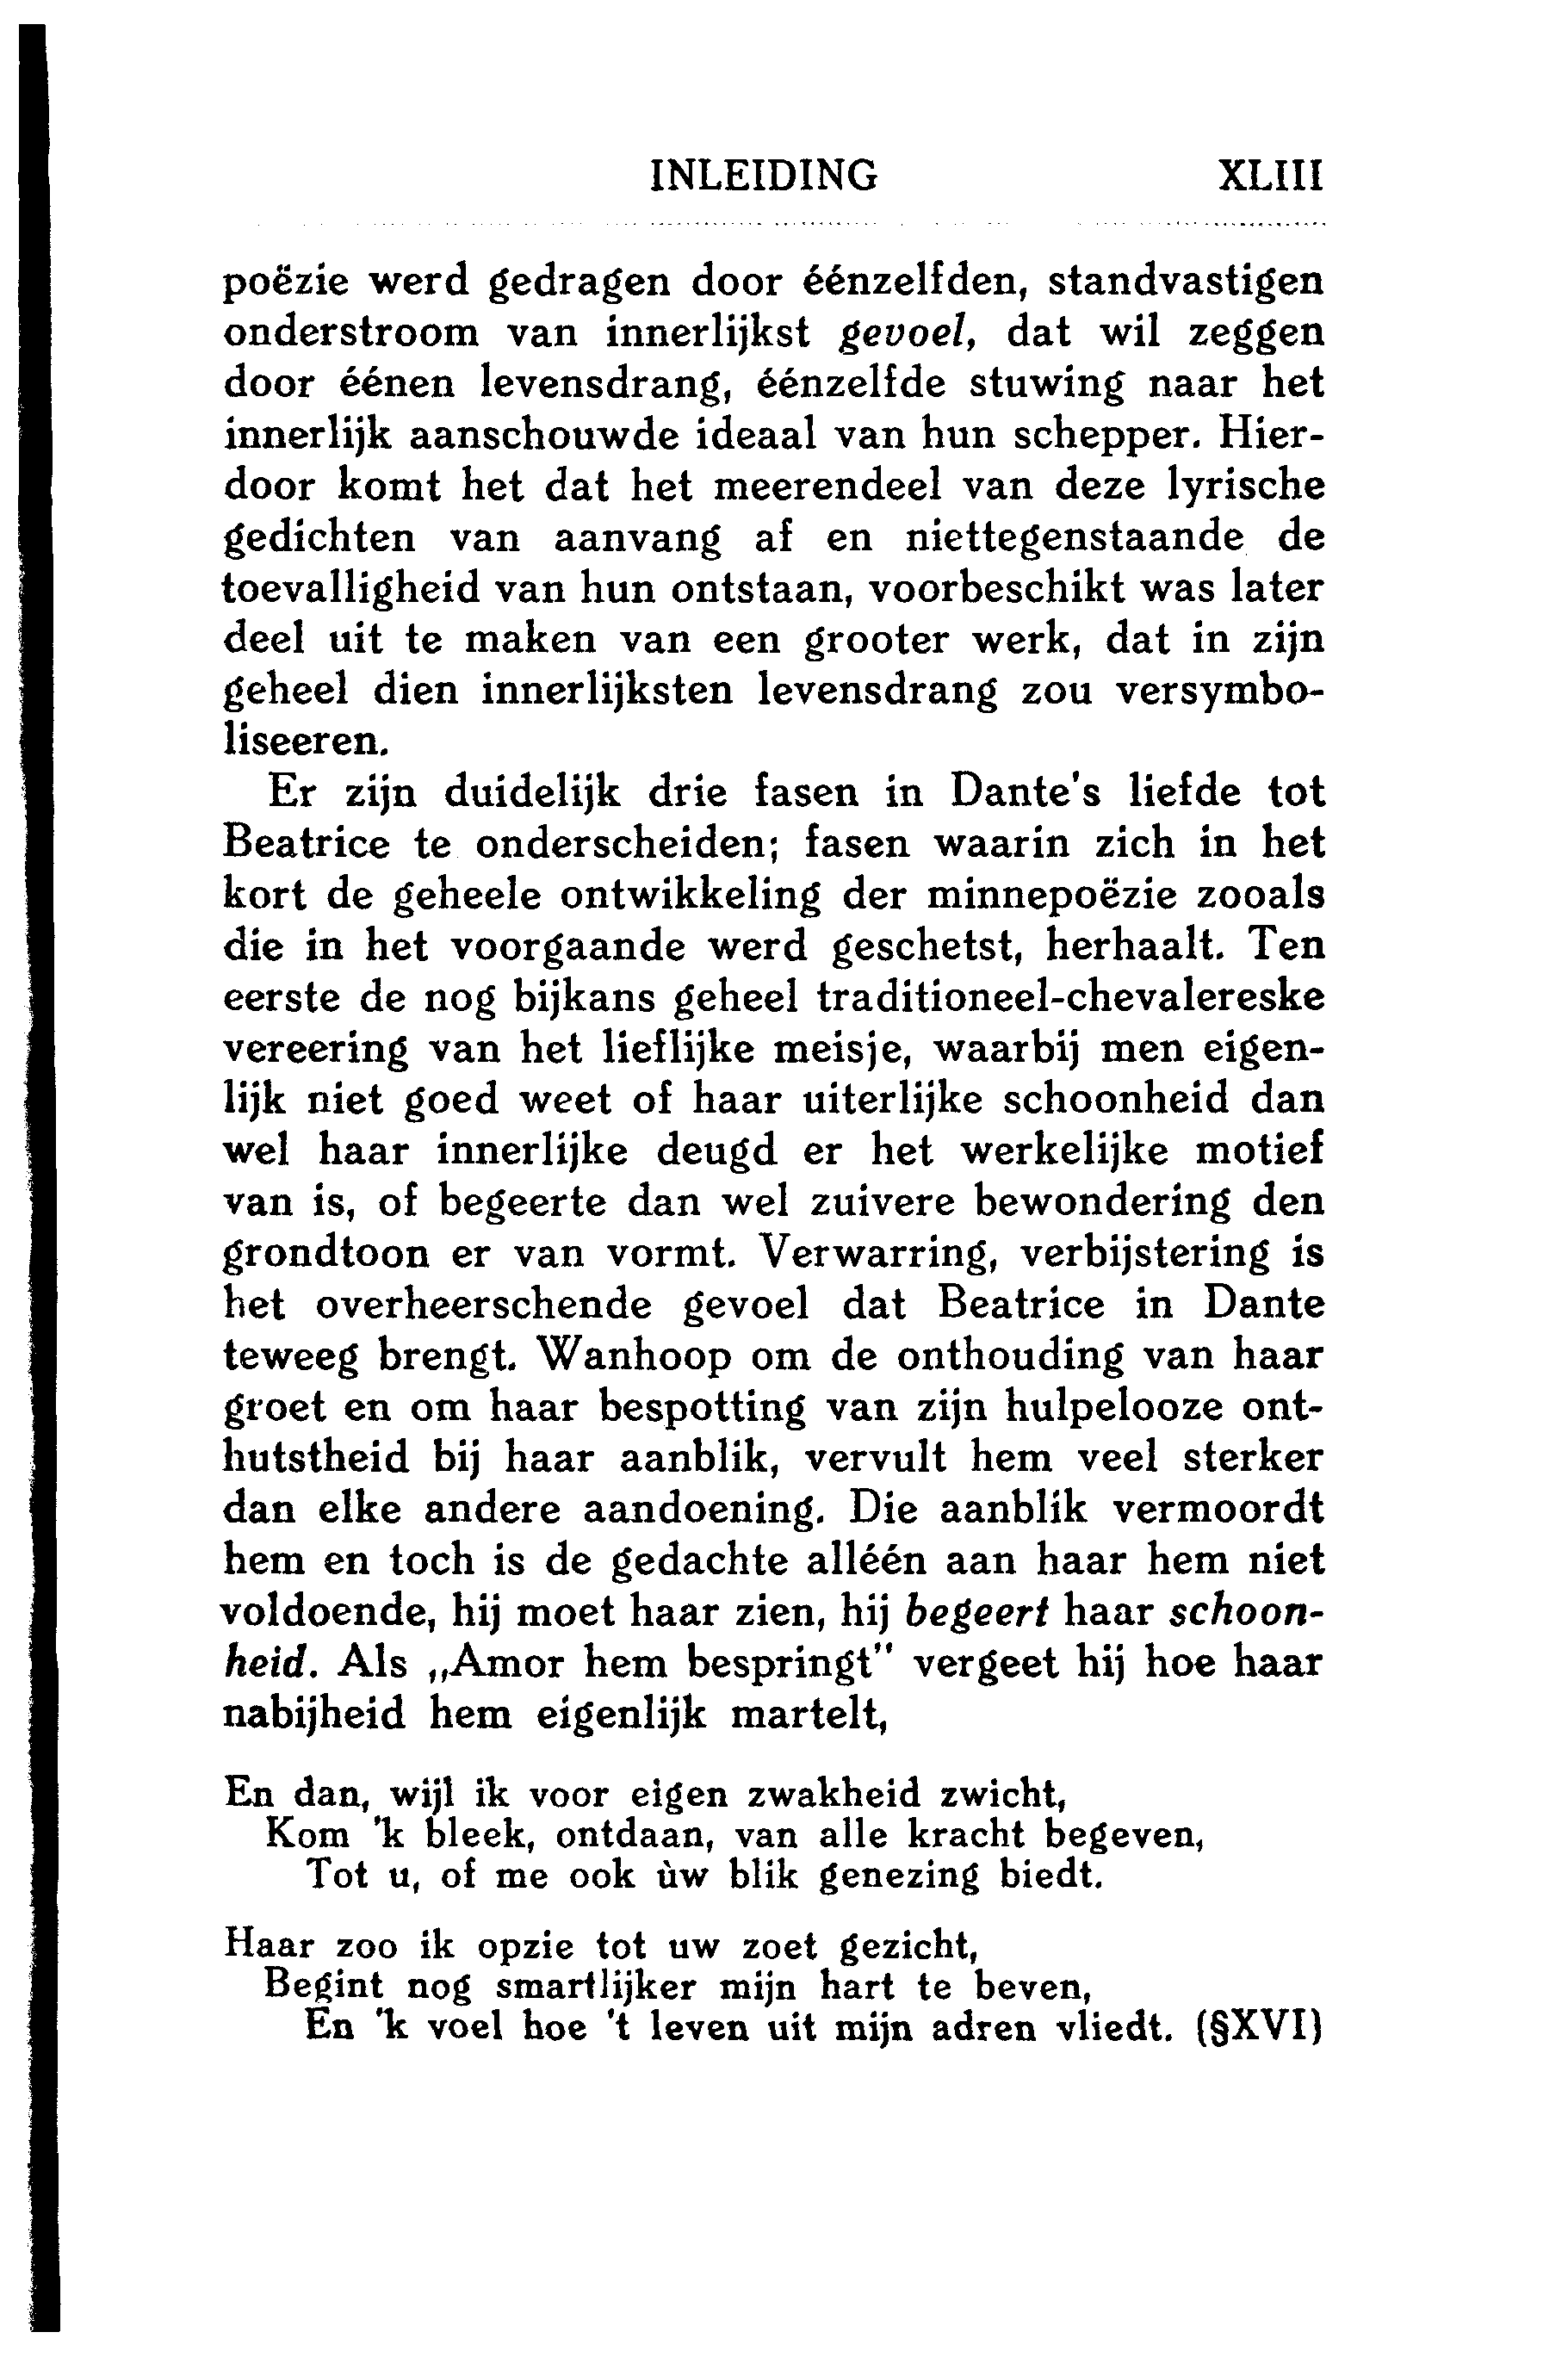 INLEIDING XLIII
poëzie werd gedragen door éénzelfden, standvastigen
onderstroom van innerlijkst gevoel, dat wil zeggen
door éénen levensdrang, éénzelfde stuwing naar het
innerlijk aanschouwde ideaal van hun schepper. Hier-
door komt het dat het meerendeel van deze lyrische
gedichten van aanvang af en niettegenstaande de
toevalligheid van hun ontstaan, voorbeschikt was later
deel uit te maken van een grooter werk, dat in zijn
geheel dien innerlijksten levensdrang zou versymbo-
liseeren.
Er zijn duidelijk drie fasen in Dante's liefde tot
Beatrice te onderscheiden; fasen waarin zich in het
kort de geheele ontwikkeling der minnepoëzie zooals
die in het voorgaande werd geschetst, herhaalt. Ten
eerste de nog bijkans geheel traditioneel-chevalereske
vereering van het lieflijke meisje, waarbij men eigen-
lijk niet goed weet of haar uiterlijke schoonheid dan
wel haar innerlijke deugd er het werkelijke motief
van is, of begeerte dan wel zuivere bewondering den
grondtoon er van vormt. Verwarring, verbijstering is
het overheerschende gevoel dat Beatrice in Dante
teweeg brengt. Wanhoop om de onthouding van haar
groet en om haar bespotting van zijn hulpelooze ont-
hutstheid bij haar aanblik, vervult hem veel sterker
dan elke andere aandoening. Die aanblik vermoordt
hem en toch is de gedachte alléén aan haar hem niet
voldoende, hij moet haar zien, hij begeert haar schoon-
heid. Als „Amor hem bespringt" vergeet hij hoe haar
nabijheid hem eigenlijk martelt,
En dan, wijl ik voor eigen zwakheid zwicht,
Kom 'k bleek, ontdaan, van alle kracht begeven,
Tot u, of me ook ùw blik genezing biedt.
Haar zoo ik opzie tot uw zoet gezicht,
Begint nog smartlijker mijn hart te beven,
En 'k voel hoe 't leven uit mijn adren vliedt. (§XVI)